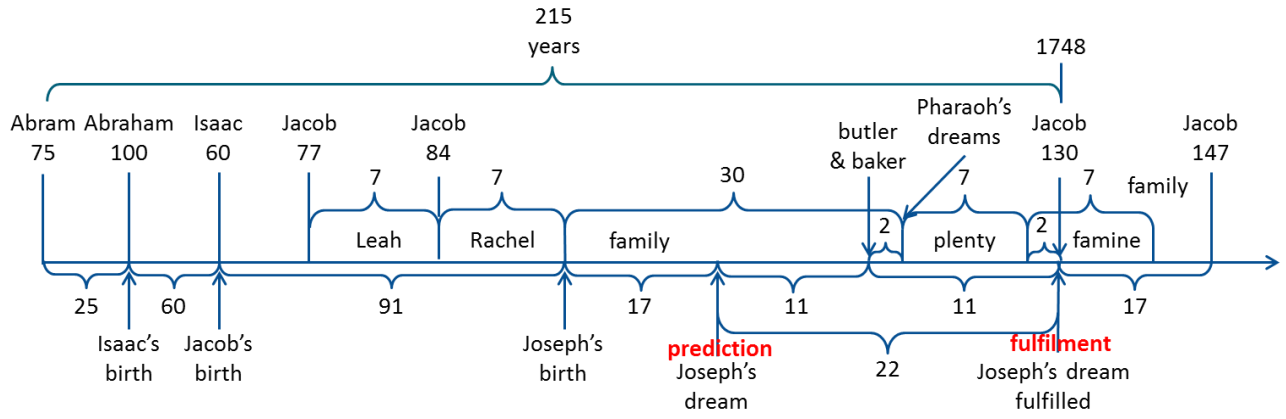 215
years
1748
Abram
75
Abraham
100
Isaac
60
Jacob
77
Jacob
84
butler
& baker
Pharaoh's
dreams
Jacob
130
Jacob
147
7
7
30
7
7
family
2
2
Leah
Rachel
family
plenty
famine
25
60
91
17
11
11
17
22
Isaac's
birth
Jacob's
birth
Joseph's
birth
prediction
Joseph's
dream
fulfilment
Joseph's dream
fulfilled